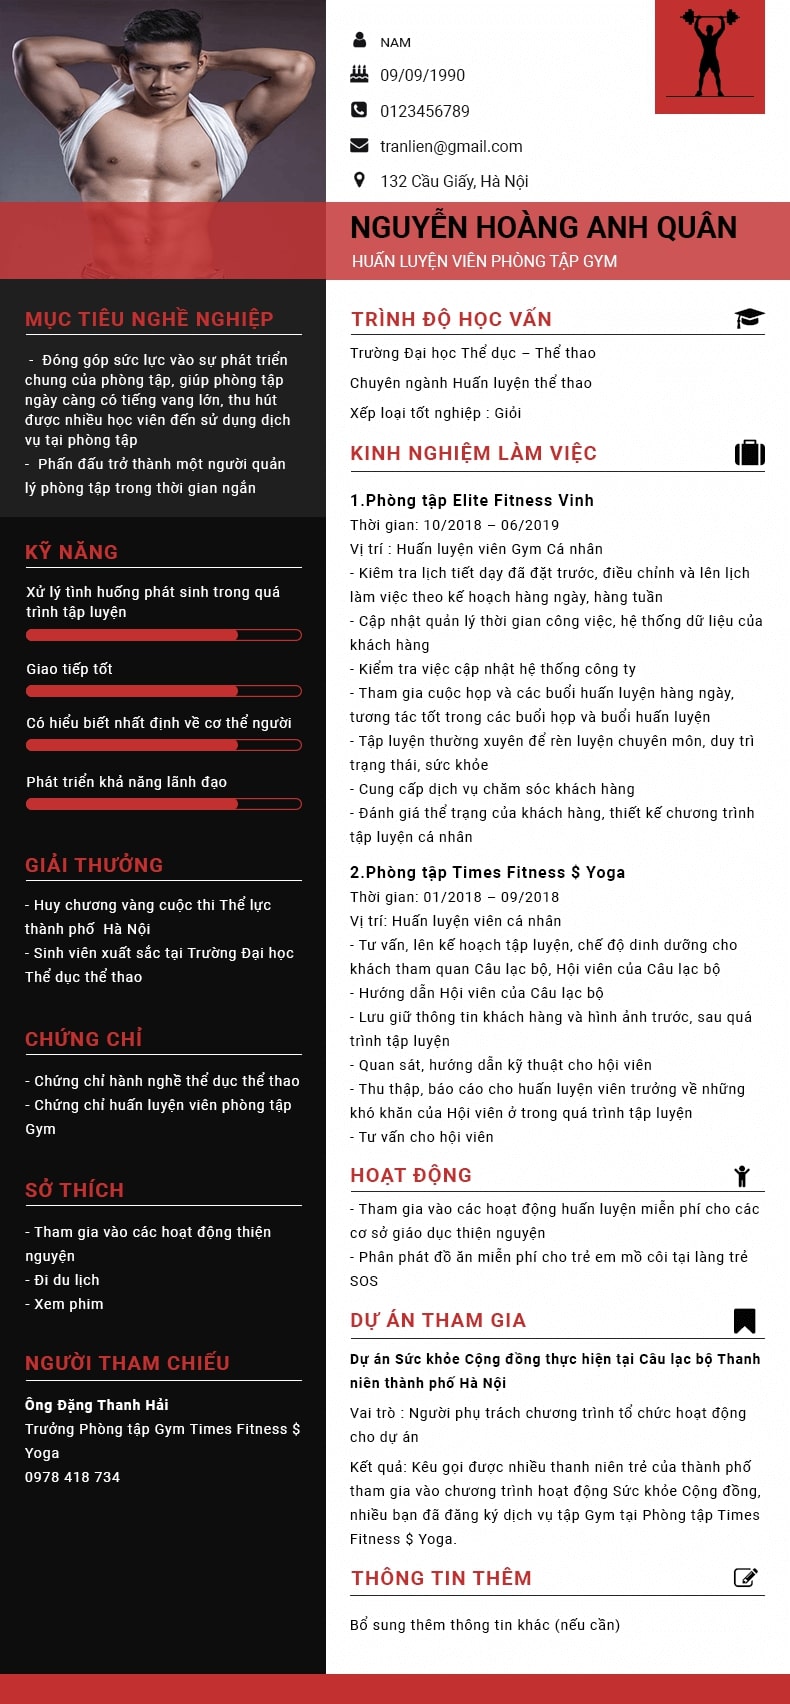 NAM
09/09/1990
0123456789
tranlien@gmail.com
132 Cầu Giấy, Hà Nội
NGUYỄN HOÀNG ANH QUÂN
HUẤN LUYỆN VIÊN PHÒNG TẬP GYM
MỤC TIÊU NGHỀ NGHIỆP
- Đóng góp sức lực vào sự phát triển
chung của phòng tập, giúp phòng tập
ngày càng có tiếng vang lớn, thu hút
được nhiều học viên đến sử dụng dịch
vụ tại phòng tập
- Phấn đấu trở thành một người quản
lý phòng tập trong thời gian ngắn
KỸ NĂNG
Xử lý tình huống phát sinh trong quá
trình tập luyện
Giao tiếp tốt
Có hiểu biết nhất định về cơ thể người
Phát triển khả năng lãnh đạo
GIẢI THƯỞNG
- Huy chương vàng cuộc thi Thể lực
thành phố Hà Nội
- Sinh viên xuất sắc tại Trường Đại học
Thể dục thể thao
CHỨNG CHỈ
- Chứng chỉ hành nghề thể dục thể thao
- Chứng chỉ huấn luyện viên phòng tập
Gym
SỞ THÍCH
- Tham gia vào các hoạt động thiện
nguyện
- Đi du lịch
- Xem phim
NGƯỜI THAM CHIẾU
Ông Đặng Thanh Hải
Trưởng Phòng tập Gym Times Fitness $
Yoga
0978 418 734
TRÌNH ĐỘ HỌC VẤN
Trường Đại học Thể dục – Thể thao
Chuyên ngành Huấn luyện thể thao
Xếp loại tốt nghiệp : Giỏi
KINH NGHIỆM LÀM VIỆC
1.Phòng tập Elite Fitness Vinh
Thời gian: 10/2018 – 06/2019
Vị trí : Huấn luyện viên Gym Cá nhân
- Kiêm tra lịch tiết dạy đã đặt trước, điều chỉnh và lên lịch
làm việc theo kế hoạch hàng ngày, hàng tuần
- Cập nhật quản lý thời gian công việc, hệ thống dữ liệu của
khách hàng
- Kiểm tra việc cập nhật hệ thống công ty
- Tham gia cuộc họp và các buổi huấn luyện hàng ngày,
tương tác tốt trong các buổi họp và buổi huấn luyện
- Tập luyện thường xuyên để rèn luyện chuyên môn, duy trì
trạng thái, sức khỏe
- Cung cấp dịch vụ chăm sóc khách hàng
- Đánh giá thể trạng của khách hàng, thiết kế chương trình
tập luyện cá nhân
2.Phòng tập Times Fitness $ Yoga
Thời gian: 01/2018 – 09/2018
Vị trí: Huấn luyện viên cá nhân
- Tư vấn, lên kế hoạch tập luyện, chế độ dinh dưỡng cho
khách tham quan Câu lạc bộ, Hội viên của Câu lạc bộ
- Hướng dẫn Hội viên của Câu lạc bộ
- Lưu giữ thông tin khách hàng và hình ảnh trước, sau quá
trình tập luyện
- Quan sát, hướng dẫn kỹ thuật cho hội viên
- Thu thập, báo cáo cho huấn luyện viên trưởng về những
khó khăn của Hội viên ở trong quá trình tập luyện
- Tư vấn cho hội viên
HOẠT ĐỘNG
- Tham gia vào các hoạt động huấn luyện miễn phí cho các
cơ sở giáo dục thiện nguyện
- Phân phát đồ ăn miễn phí cho trẻ em mồ côi tại làng trẻ
SOS
DỰ ÁN THAM GIA
Dự án Sức khỏe Cộng đồng thực hiện tại Câu lạc bộ Thanh
niên thành phố Hà Nội
Vai trò : Người phụ trách chương trình tổ chức hoạt động
cho dự án
Kết quả: Kêu gọi được nhiều thanh niên trẻ của thành phố
tham gia vào chương trình hoạt động Sức khỏe Cộng đồng,
nhiều bạn đã đăng ký dịch vụ tập Gym tại Phòng tập Times
Fitness $ Yoga.
THÔNG TIN THÊM
Bổ sung thêm thông tin khác (nếu cần)